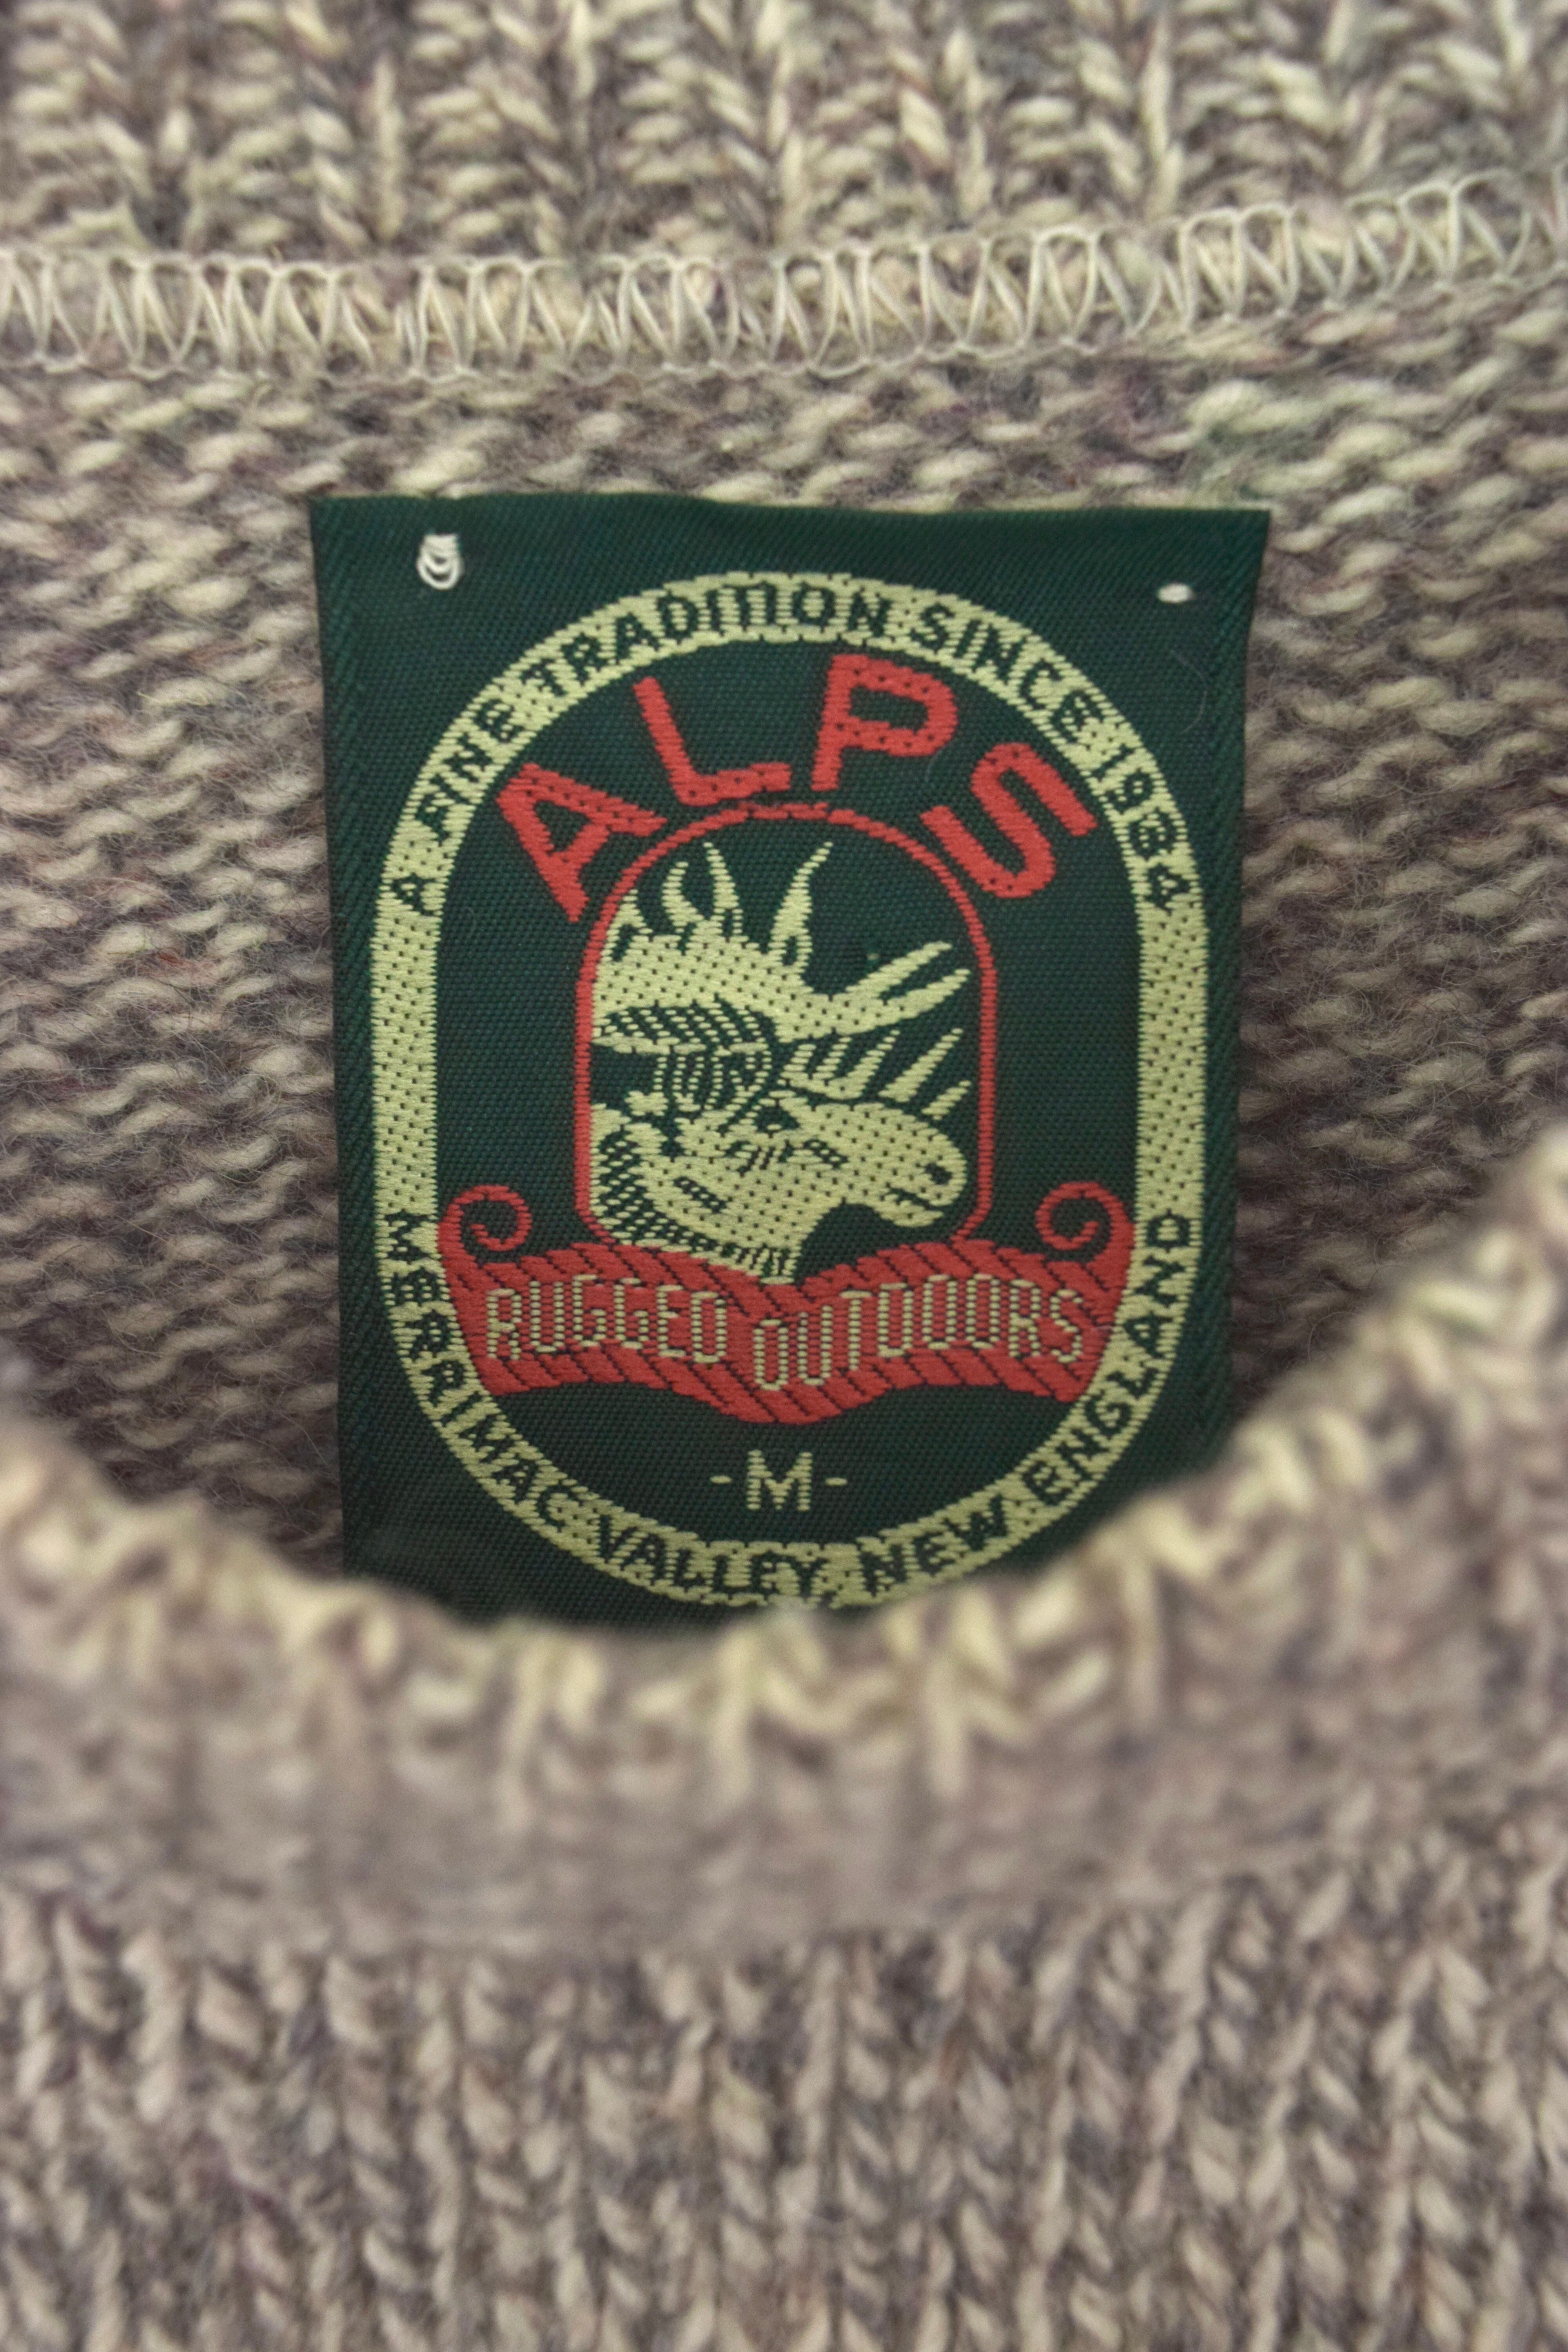 A FINE TRADITION SINCE 1984
ALPS
RUGGED OUTDOORS
-M-
MERRIMAC VALLEY, NEW ENGLAND